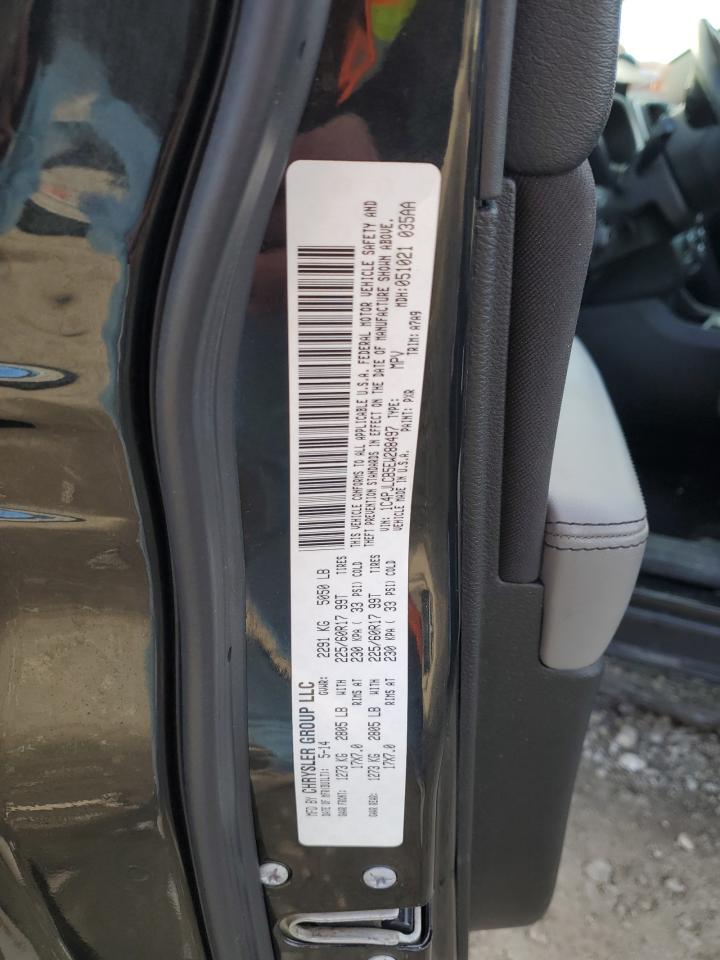 MFD BY CHRYSLER GROUP LLC
DATE OF MFR(BUILT): 5-14 GVWR: 2291 KG 5050 LB
GAWR FRONT: 1273 KG 2805 LB WITH 225/60R17 99T TIRES
17X7.0 RIMS AT 230 KPA ( 33 PSI) COLD
GAWR REAR: 1273 KG 2805 LB WITH 225/60R17 99T TIRES
17X7.0 RIMS AT 230 KPA ( 33 PSI) COLD
THIS VEHICLE CONFORMS TO ALL APPLICABLE U.S.A. FEDERAL MOTOR VEHICLE SAFETY AND
THEFT PREVENTION STANDARDS IN EFFECT ON THE DATE OF MANUFACTURE SHOWN ABOVE.
VIN: 1C4PJLCB5EW288497 TYPE: MPV MDH:051021 035AA
VEHICLE MADE IN U.S.A. PAINT: PXR TRIM: A7A9